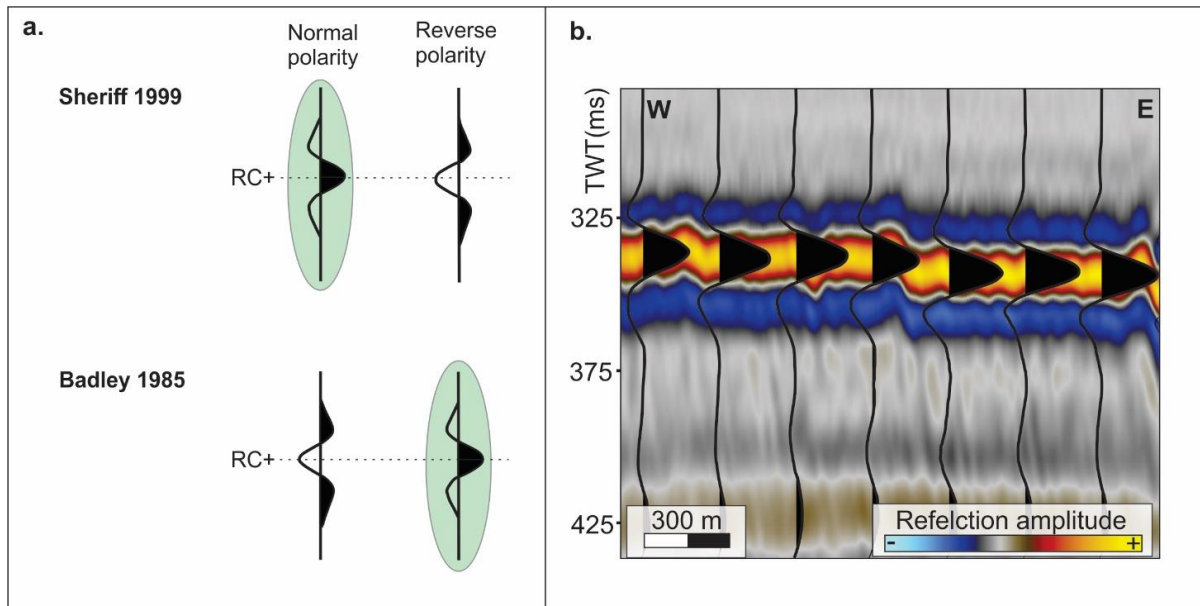 a.
Normal polarity
Reverse polarity
Sheriff 1999
RC+
Badley 1985
RC+
b.
W
E
TWT(ms)
325
375
425
300 m
Refelction amplitude
-
+